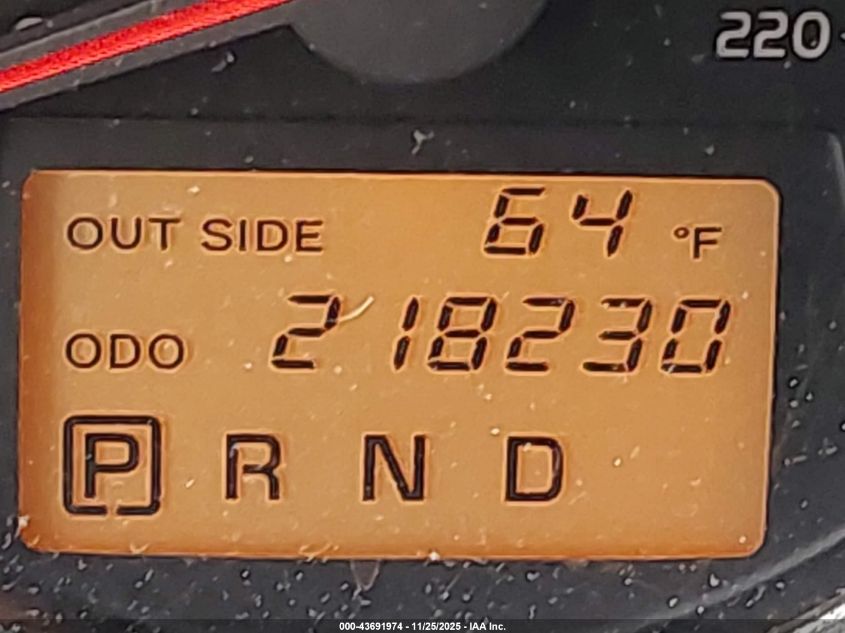 220
OUT SIDE 64 °F
ODO 218230
P R N D
000-43691974 - 11/25/2025 - IAA Inc.